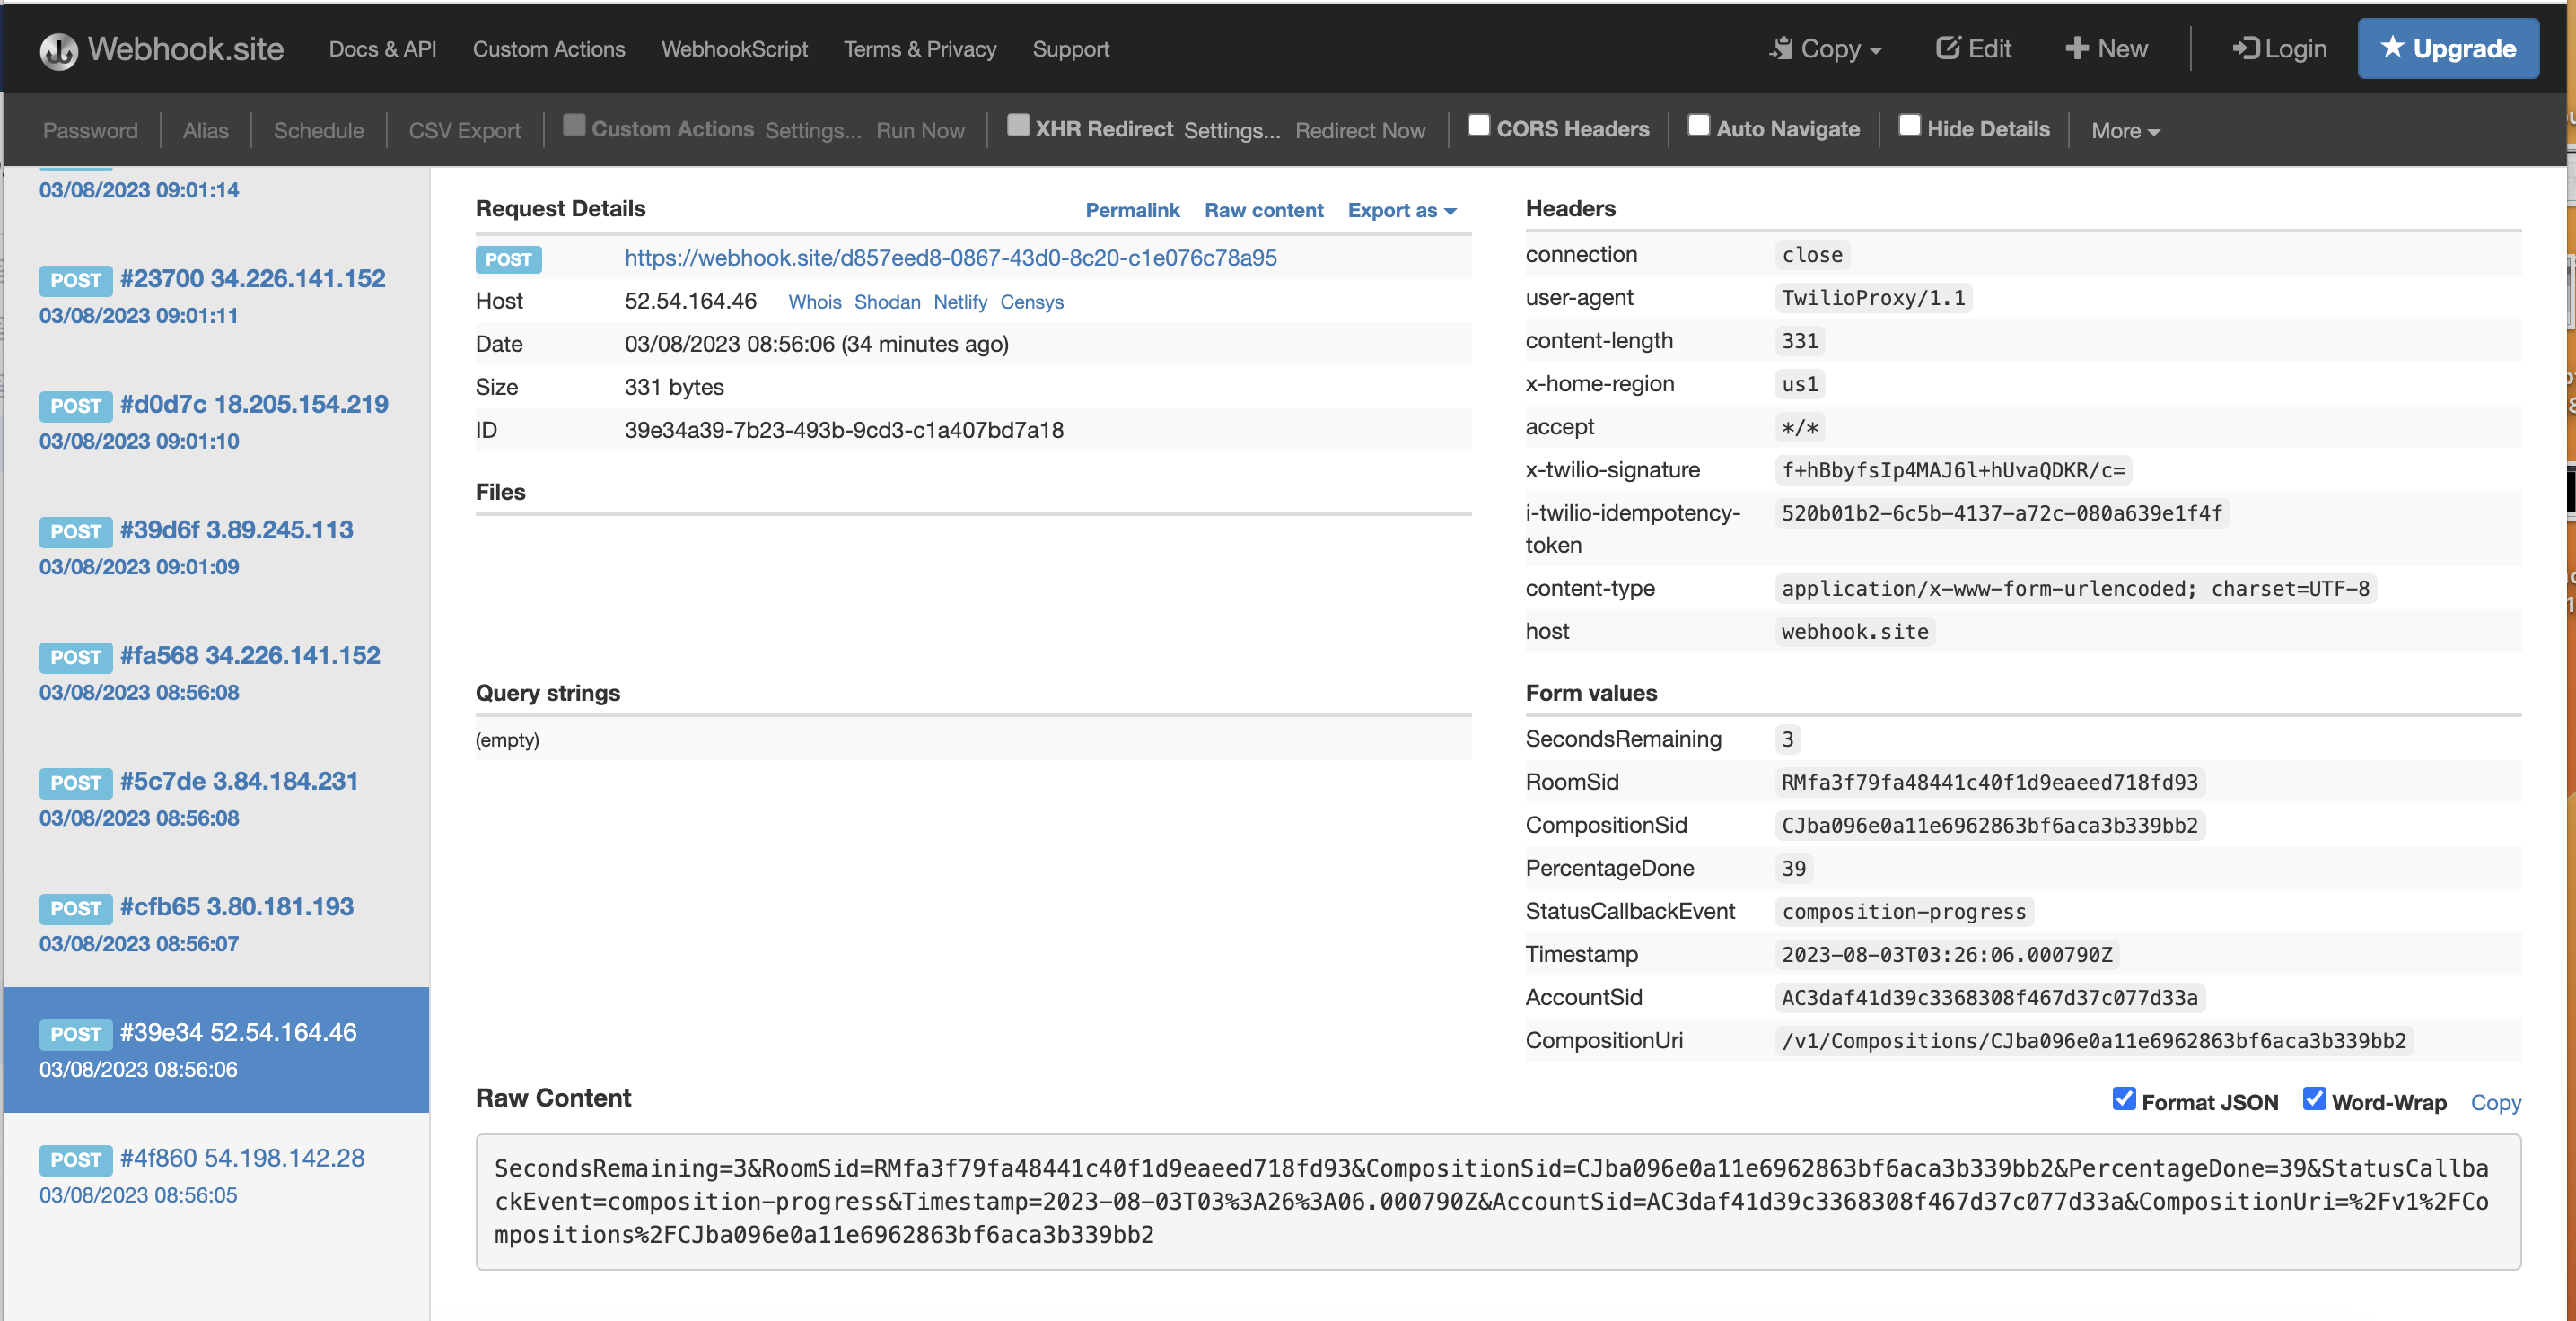 Webhook.site Docs & API Custom Actions WebhookScript Terms & Privacy Support Copy Edit New Login Upgrade
Password Alias Schedule CSV Export Custom Actions Settings... Run Now XHR Redirect Settings... Redirect Now CORS Headers Auto Navigate Hide Details More
03/08/2023 09:01:14
POST #23700 34.226.141.152
03/08/2023 09:01:11
POST #d0d7c 18.205.154.219
03/08/2023 09:01:10
POST #39d6f 3.89.245.113
03/08/2023 09:01:09
POST #fa568 34.226.141.152
03/08/2023 08:56:08
POST #5c7de 3.84.184.231
03/08/2023 08:56:08
POST #cfb65 3.80.181.193
03/08/2023 08:56:07
POST #39e34 52.54.164.46
03/08/2023 08:56:06
POST #4f860 54.198.142.28
03/08/2023 08:56:05
Request Details Permalink Raw content Export as
POST https://webhook.site/d857eed8-0867-43d0-8c20-c1e076c78a95
Host 52.54.164.46 Whois Shodan Netlify Censys
Date 03/08/2023 08:56:06 (34 minutes ago)
Size 331 bytes
ID 39e34a39-7b23-493b-9cd3-c1a407bd7a18
Files
Query strings
(empty)
Headers
connection close
user-agent TwilioProxy/1.1
content-length 331
x-home-region us1
accept */*
x-twilio-signature f+hBbyfsIp4MAJ6l+hUvaQDKR/c=
i-twilio-idempotency- 520b01b2-6c5b-4137-a72c-080a639e1f4f
token
content-type application/x-www-form-urlencoded; charset=UTF-8
host webhook.site
Form values
SecondsRemaining 3
RoomSid RMfa3f79fa48441c40f1d9eaeed718fd93
CompositionSid CJba096e0a11e6962863bf6aca3b339bb2
PercentageDone 39
StatusCallbackEvent composition-progress
Timestamp 2023-08-03T03:26:06.000790Z
AccountSid AC3daf41d39c3368308f467d37c077d33a
CompositionUri /v1/Compositions/CJba096e0a11e6962863bf6aca3b339bb2
Raw Content Format JSON Word-Wrap Copy
SecondsRemaining=3&RoomSid=RMfa3f79fa48441c40f1d9eaeed718fd93&CompositionSid=CJba096e0a11e6962863bf6aca3b339bb2&PercentageDone=39&StatusCallba
ckEvent=composition-progress&Timestamp=2023-08-03T03%3A26%3A06.000790Z&AccountSid=AC3daf41d39c3368308f467d37c077d33a&CompositionUri=%2Fv1%2FCo
mpositions%2FCJba096e0a11e6962863bf6aca3b339bb2